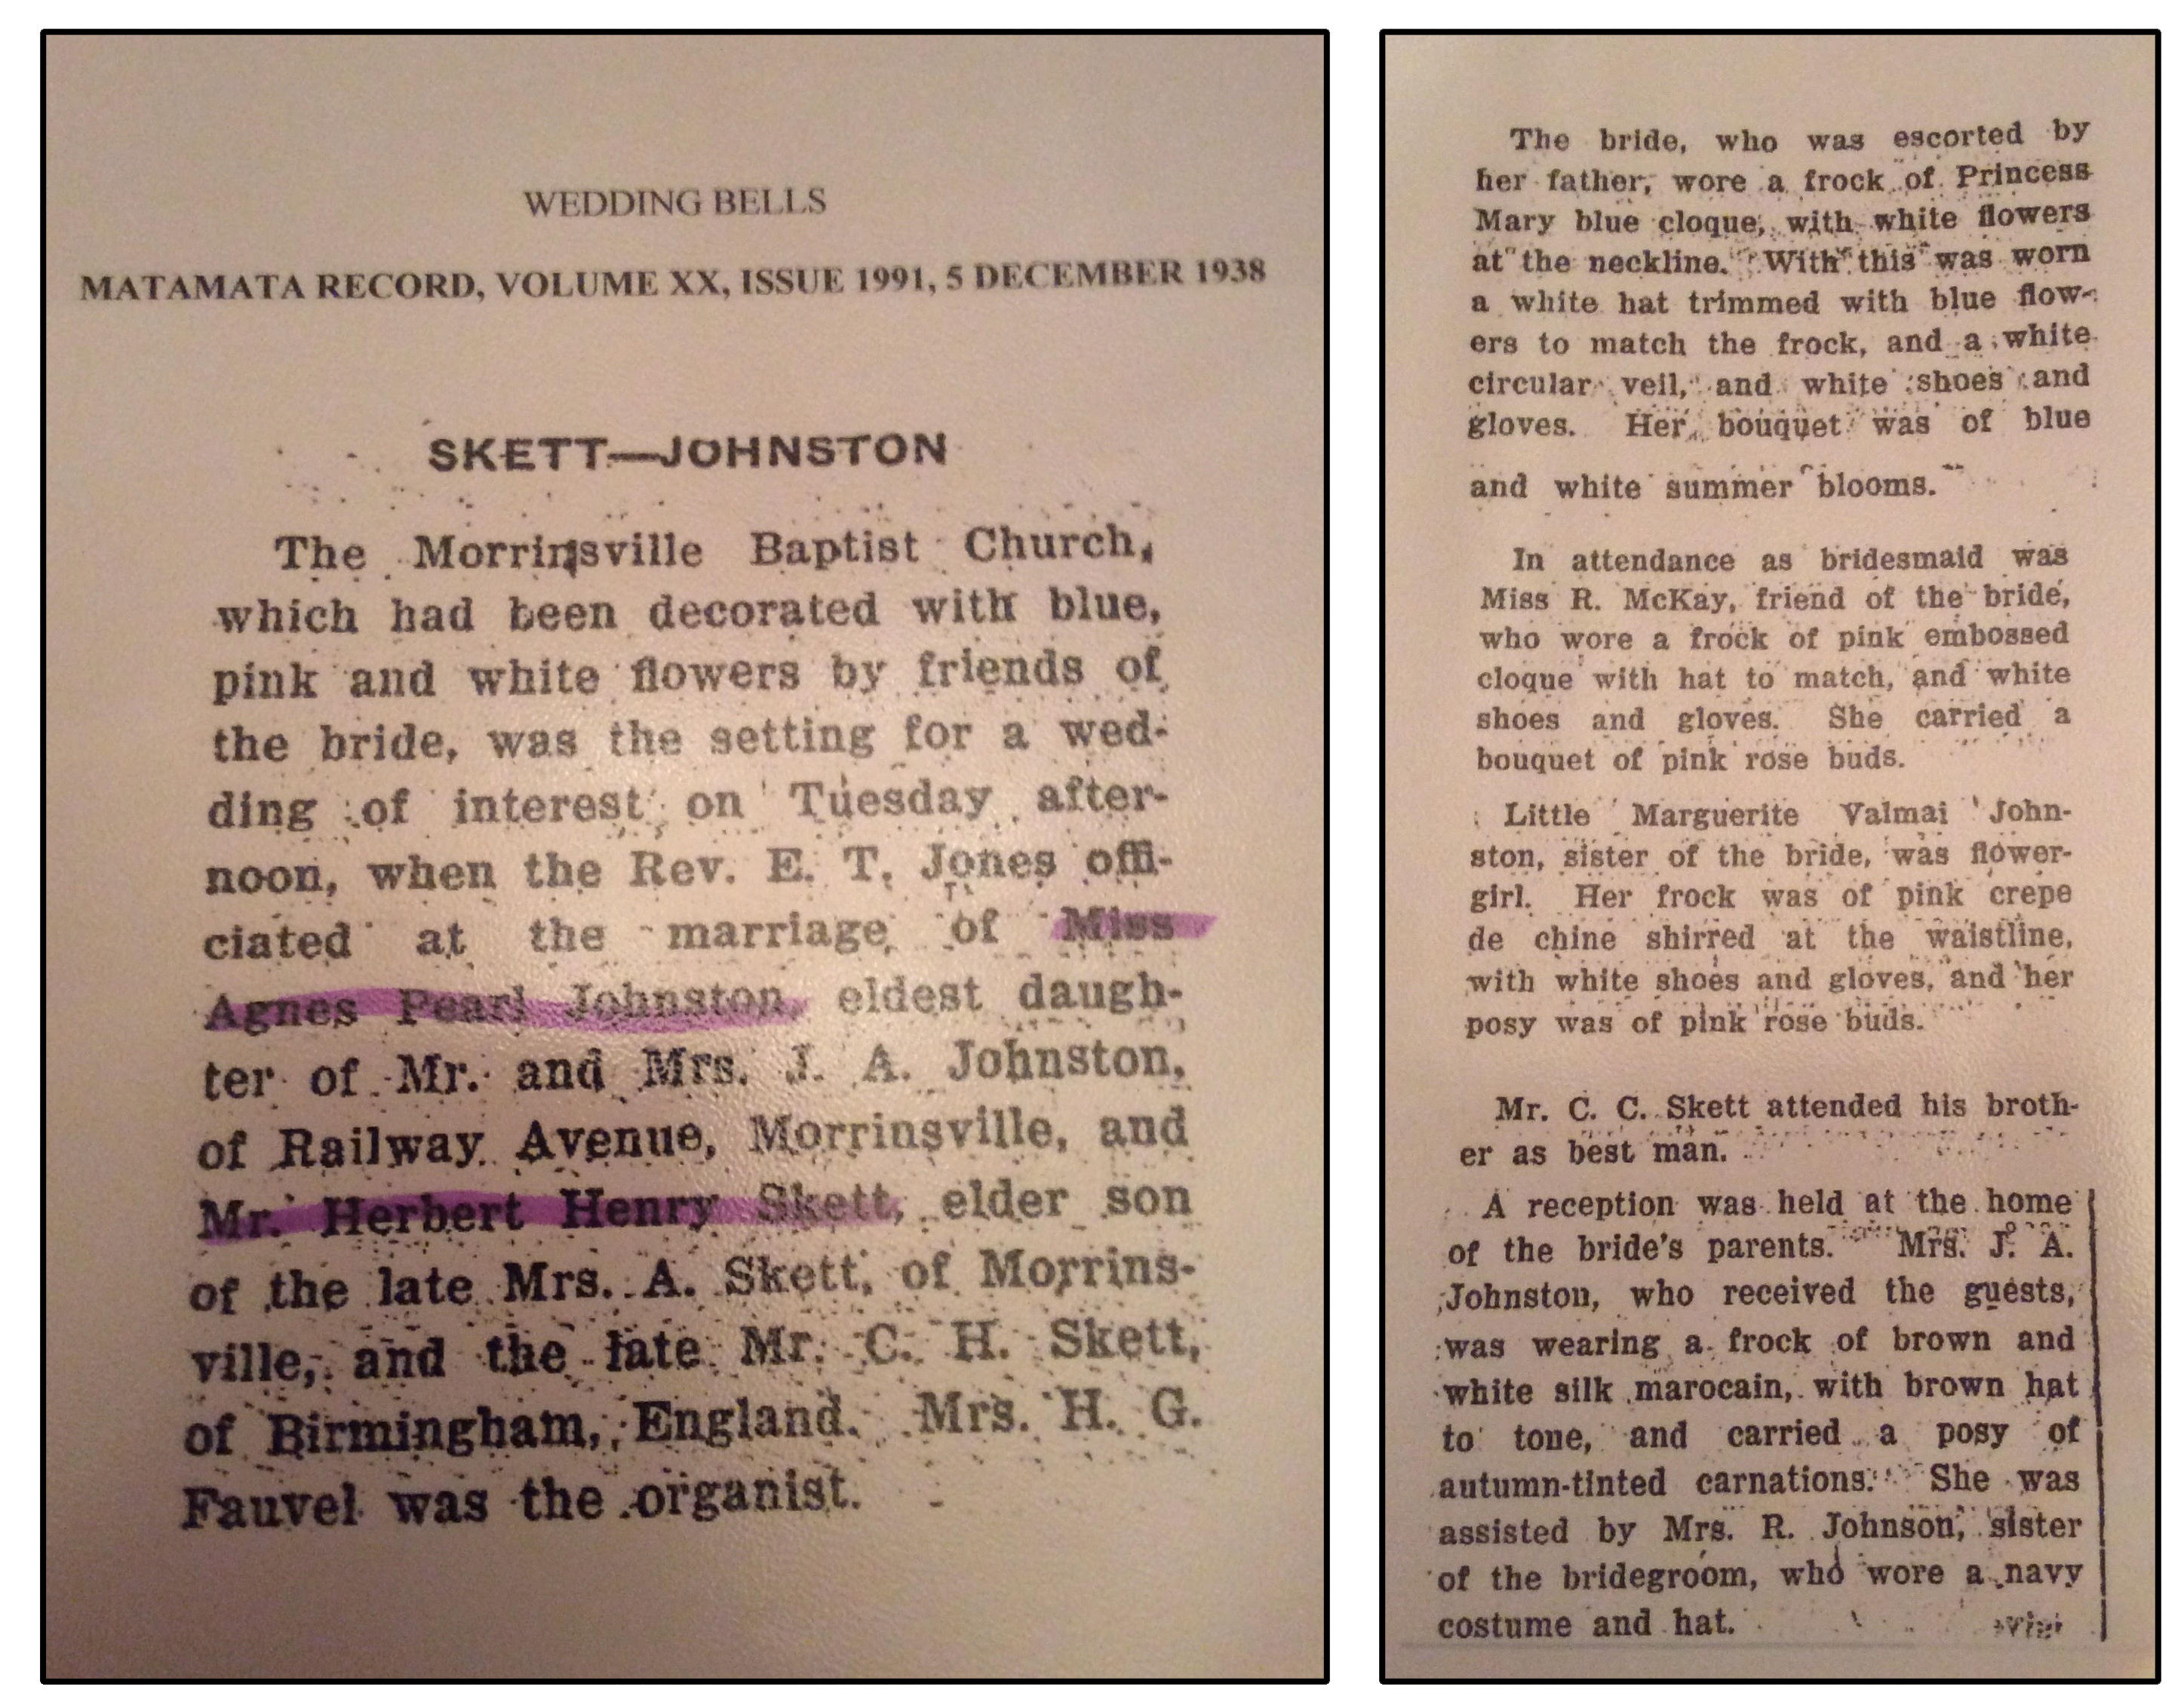 WEDDING BELLS
MATAMATA RECORD, VOLUME XX, ISSUE 1991, 5 DECEMBER 1938
SKETT—JOHNSTON
The Morrinsville Baptist Church,
which had been decorated with blue,
pink and white flowers by friends of
the bride, was the setting for a wed-
ding of interest on Tuesday after-
noon, when the Rev. E. T. Jones offi-
ciated at the marriage of Miss
Agnes Pearl Johnston, eldest daugh-
ter of Mr. and Mrs. J. A. Johnston,
of Railway Avenue, Morrinsville, and
Mr. Herbert Henry Skett, elder son
of the late Mrs. A. Skett, of Morrins-
ville, and the late Mr. C. H. Skett,
of Birmingham, England. Mrs. H. G.
Fauvel was the organist.
The bride, who was escorted by
her father, wore a frock of Princess
Mary blue cloque, with white flowers
at the neckline. With this was worn
a white hat trimmed with blue flow-
ers to match the frock, and a white
circular veil, and white shoes and
gloves. Her bouquet was of blue
and white summer blooms.
In attendance as bridesmaid was
Miss R. McKay, friend of the bride,
who wore a frock of pink embossed
cloque with hat to match, and white
shoes and gloves. She carried a
bouquet of pink rose buds.
Little Marguerite Valmai John-
ston, sister of the bride, was flower-
girl. Her frock was of pink crepe
de chine shirred at the waistline,
with white shoes and gloves, and her
posy was of pink rose buds.
Mr. C. C. Skett attended his broth-
er as best man.
A reception was held at the home
of the bride's parents. Mrs. J. A.
Johnston, who received the guests,
was wearing a frock of brown and
white silk marocain, with brown hat
to tone, and carried a posy of
autumn-tinted carnations. She was
assisted by Mrs. R. Johnson, sister
of the bridegroom, who wore a navy
costume and hat.